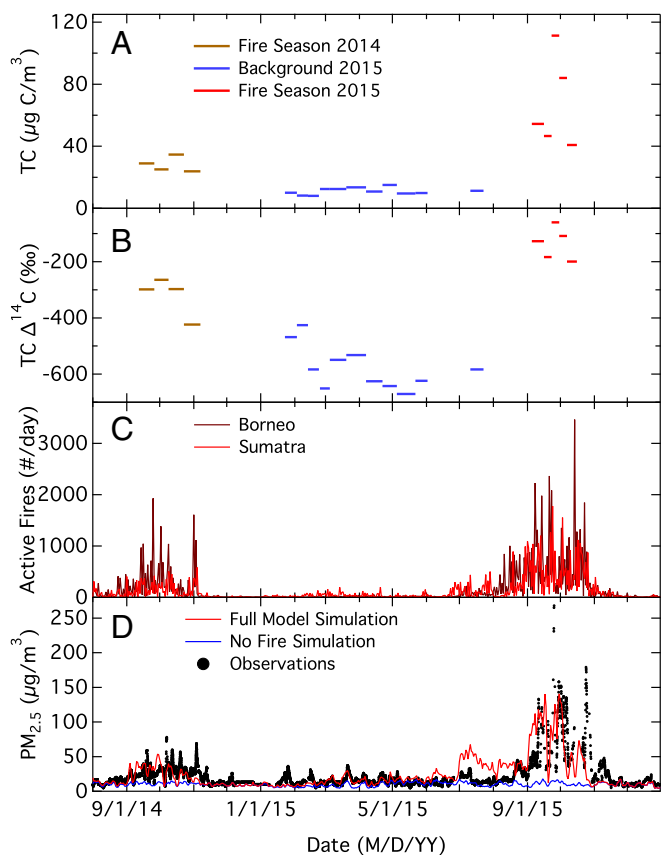 A
Fire Season 2014
Background 2015
Fire Season 2015
TC (µg C/m³)
120
80
40
0
B
TC Δ¹⁴C (‰)
-200
-400
-600
C
Borneo
Sumatra
Active Fires (#/day)
3000
2000
1000
0
D
Full Model Simulation
No Fire Simulation
Observations
PM₂.₅ (µg/m³)
250
200
150
100
50
0
9/1/14 1/1/15 5/1/15 9/1/15
Date (M/D/YY)